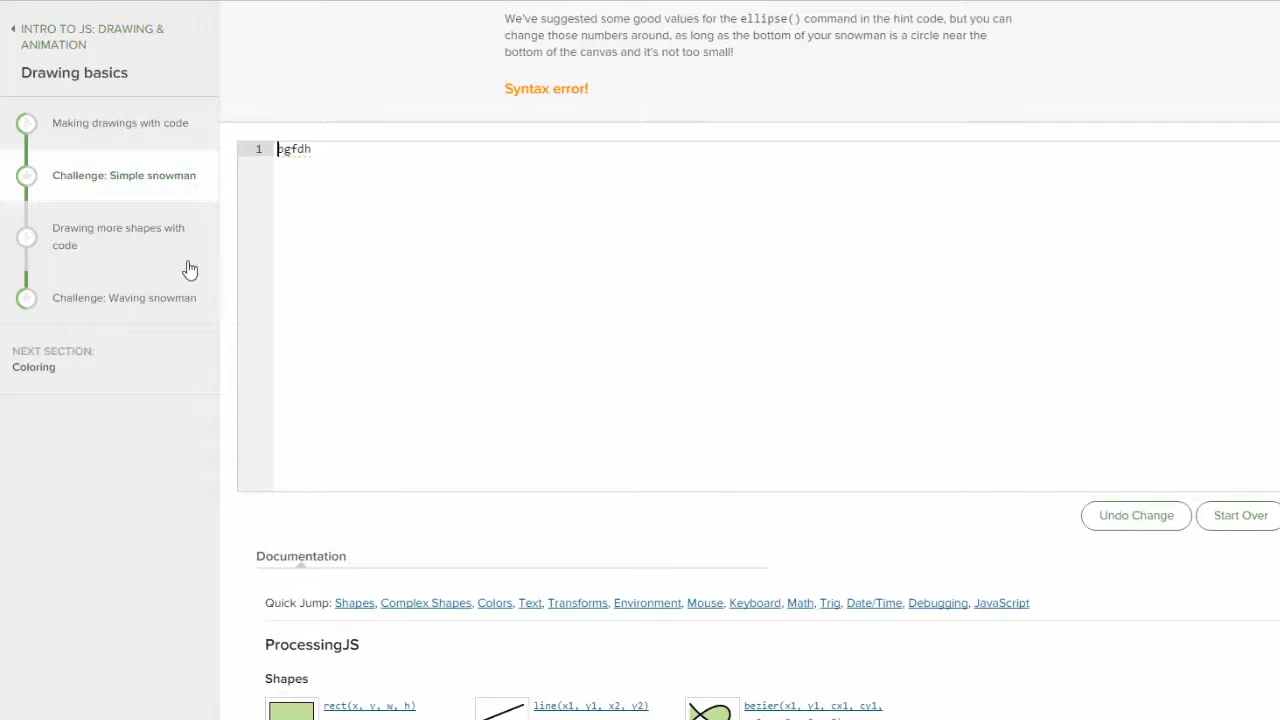 INTRO TO JS: DRAWING &
ANIMATION
Drawing basics
Making drawings with code
Challenge: Simple snowman
Drawing more shapes with
code
Challenge: Waving snowman
NEXT SECTION:
Coloring
We've suggested some good values for the ellipse() command in the hint code, but you can
change those numbers around, as long as the bottom of your snowman is a circle near the
bottom of the canvas and it's not too small!
Syntax error!
1 pgfdh
Undo Change
Start Over
Documentation
Quick Jump: Shapes, Complex Shapes, Colors, Text, Transforms, Environment, Mouse, Keyboard, Math, Trig, Date/Time, Debugging, JavaScript
ProcessingJS
Shapes
rect(x, y, w, h)
line(x1, y1, x2, y2)
bezier(x1, y1, cx1, cy1,